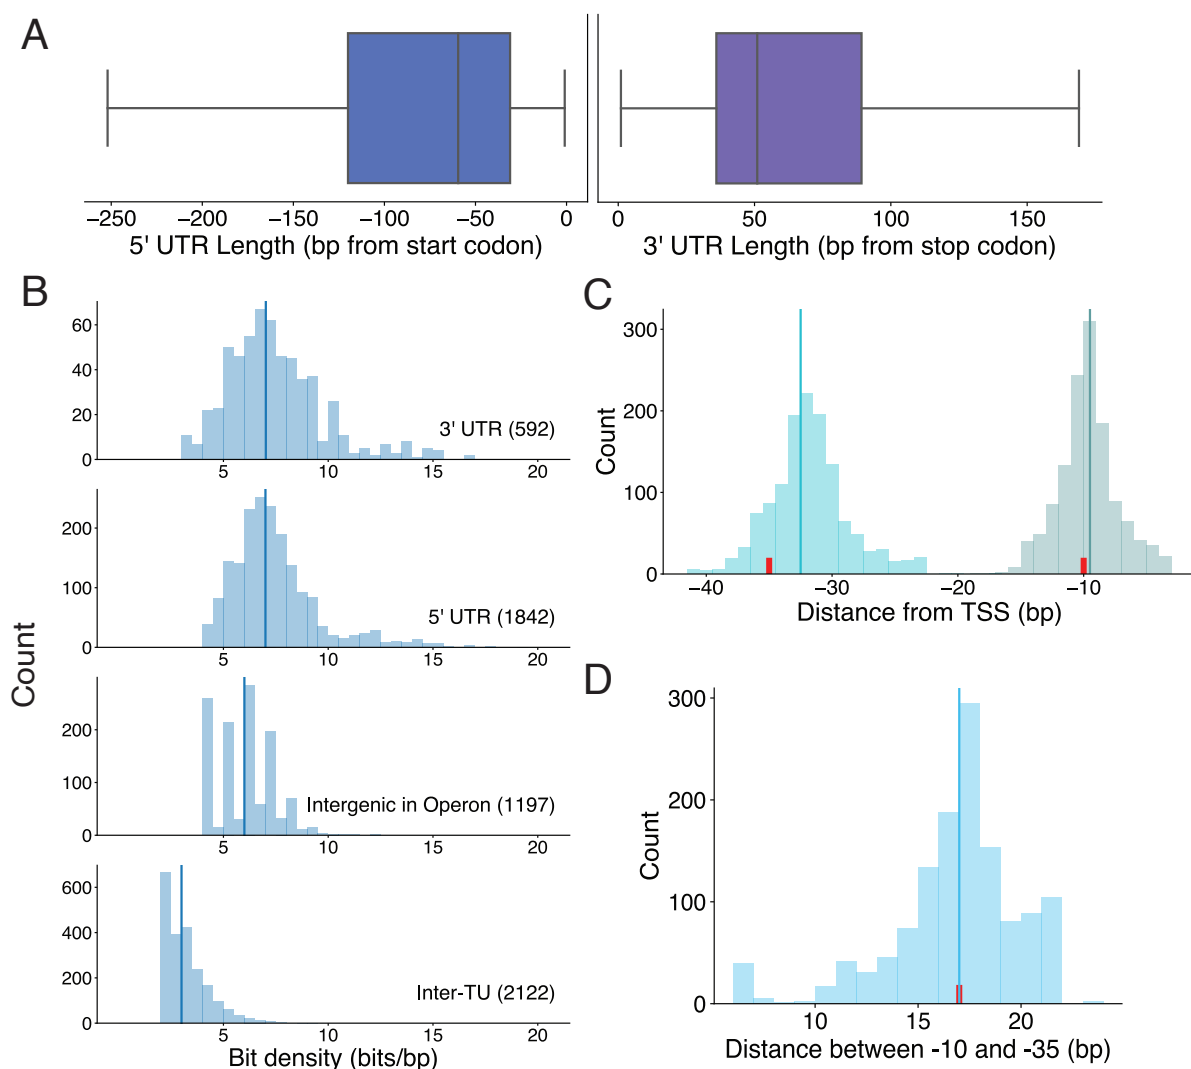 A
−250 −200 −150 −100 −50 0
5' UTR Length (bp from start codon)
0 50 100 150
3' UTR Length (bp from stop codon)
B
Count
60
40
20
0
3' UTR (592)
5 10 15 20
200
100
0
5' UTR (1842)
5 10 15 20
200
100
0
Intergenic in Operon (1197)
5 10 15 20
600
400
200
0
Inter-TU (2122)
5 10 15 20
Bit density (bits/bp)
C
Count
300
200
100
0
−40 −30 −20 −10
Distance from TSS (bp)
D
Count
300
200
100
0
10 15 20
Distance between -10 and -35 (bp)